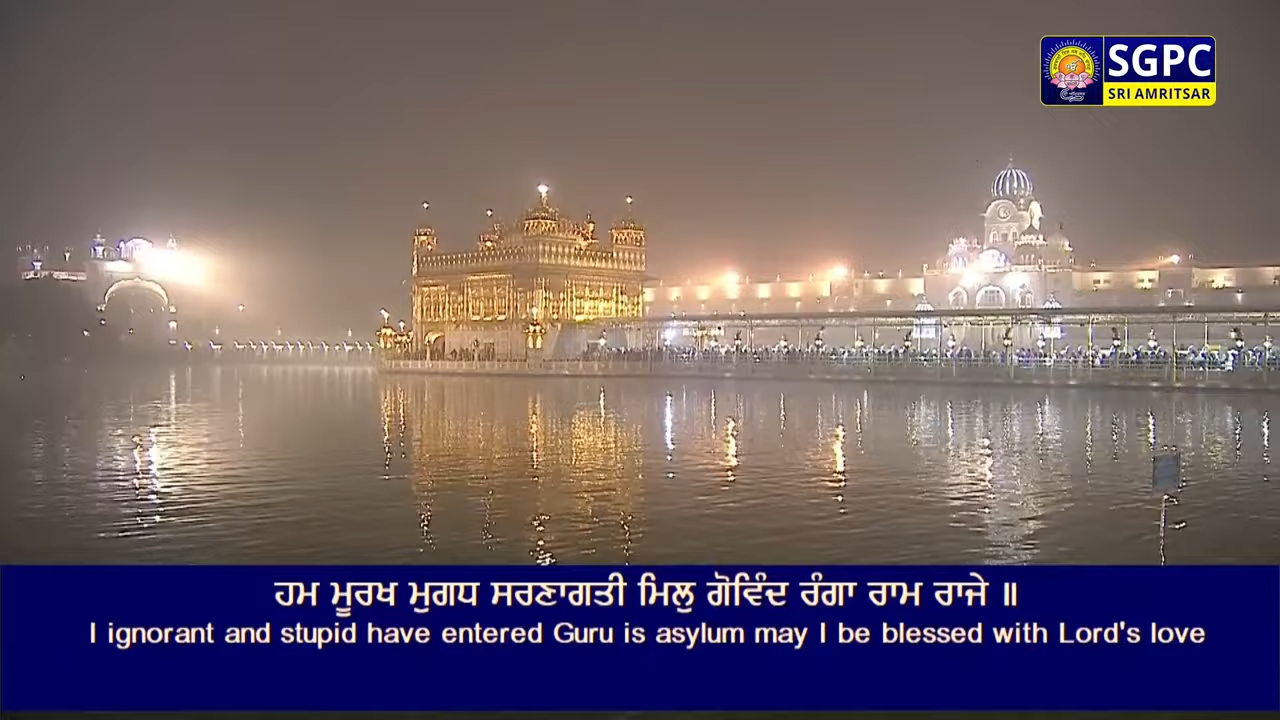 SGPC
SRI AMRITSAR
ਹਮ ਮੂਰਖ ਮੁਗਧ ਸਰਣਾਗਤੀ ਮਿਲੁ ਗੋਵਿੰਦ ਰੰਗਾ ਰਾਮ ਰਾਜੇ ॥
I ignorant and stupid have entered Guru is asylum may I be blessed with Lord's love